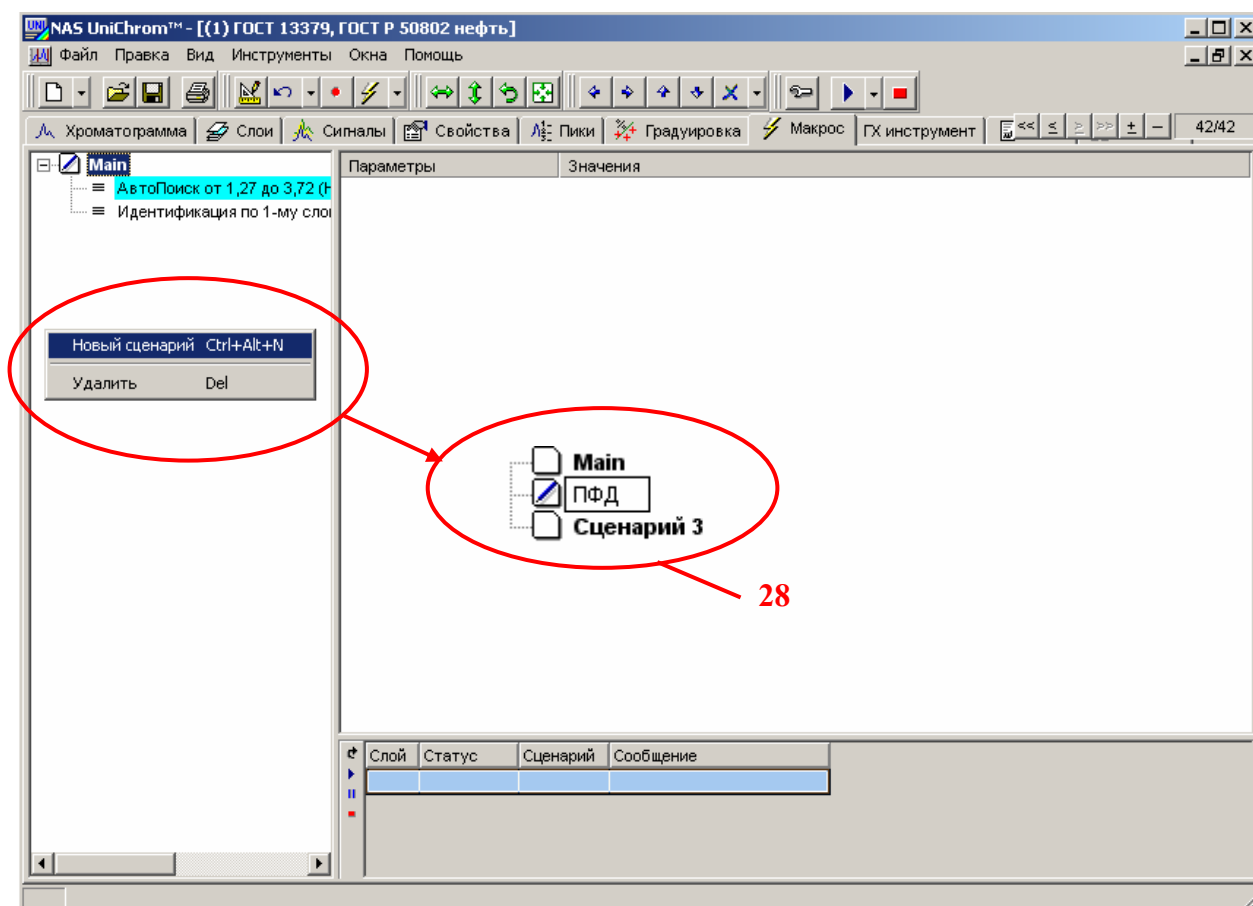 NAS UniChrom™ - [(1) ГОСТ 13379, ГОСТ Р 50802 нефть]
Файл Правка Вид Инструменты Окна Помощь
Хроматограмма Слои Сигналы Свойства Пики Градуировка Макрос ГХ инструмент << < > >> ± − 42/42
Main
АвтоПоиск от 1,27 до 3,72 (
Идентификация по 1-му
Параметры Значения
Новый сценарий Ctrl+Alt+N
Удалить Del
Main
ПФД
Сценарий 3
28
Слой Статус Сценарий Сообщение